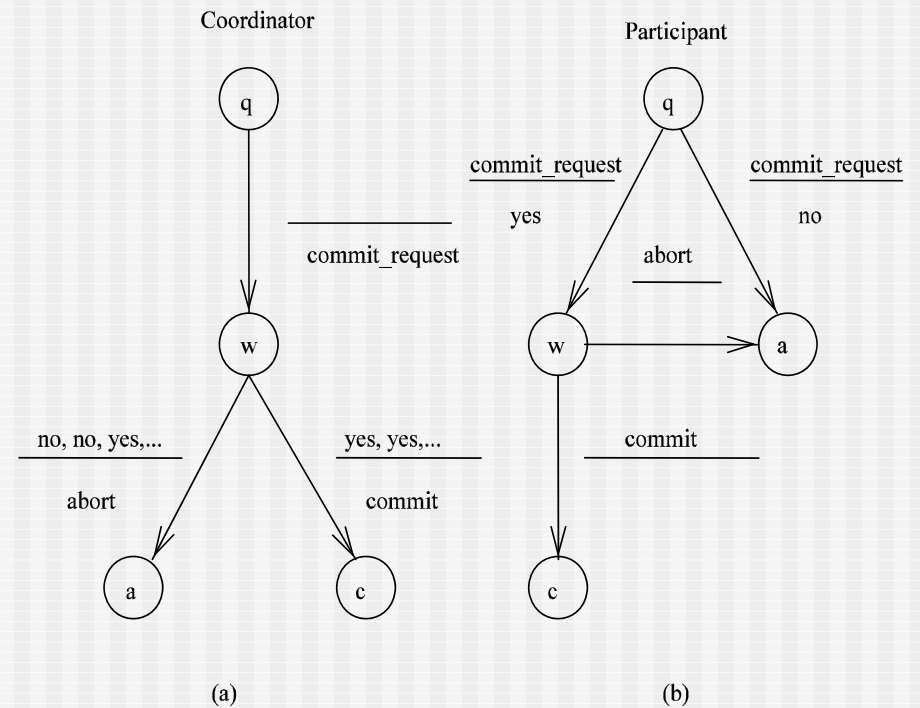 Coordinator
q
commit_request
w
no, no, yes,...
abort
yes, yes,...
commit
a
c
(a)
Participant
q
commit_request
yes
commit_request
no
abort
w
a
commit
c
(b)